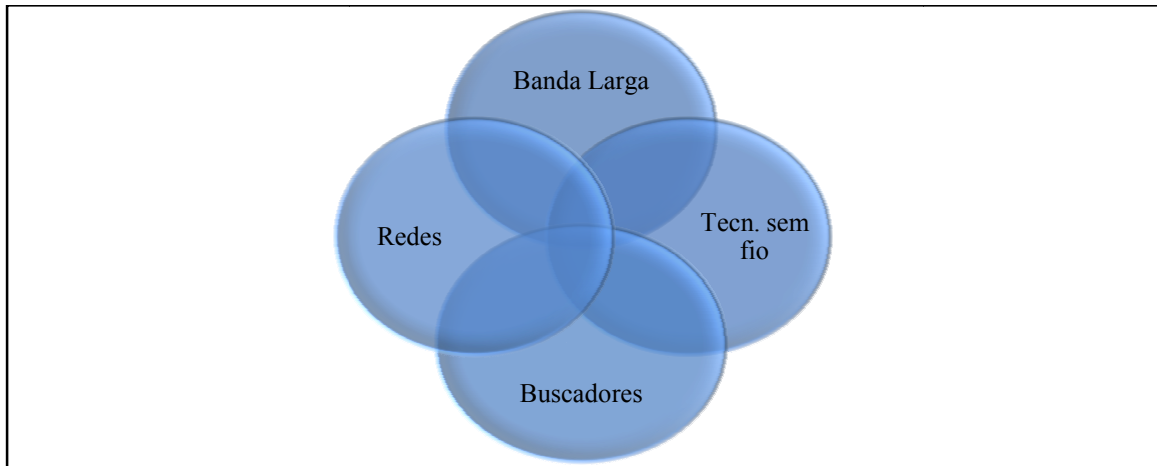 Banda Larga
Redes
Tecn. sem
fio
Buscadores